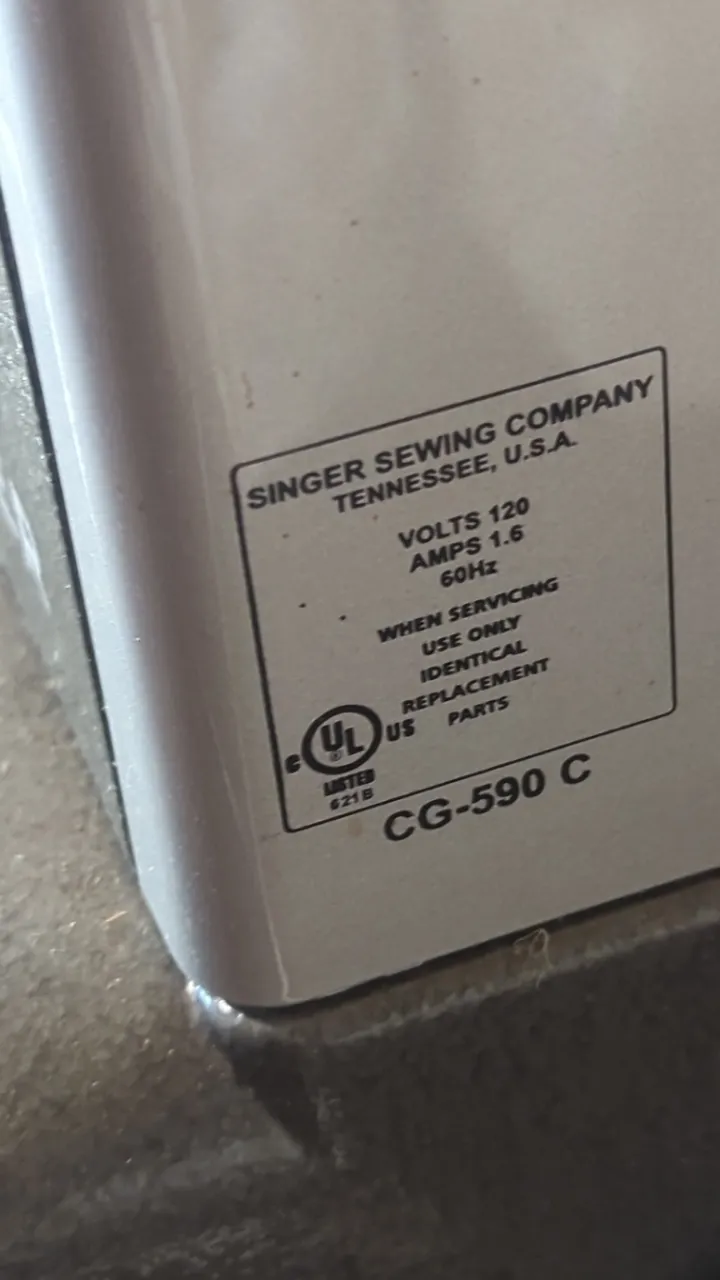 SINGER SEWING COMPANY
TENNESSEE, U.S.A.
VOLTS 120
AMPS 1.6
60Hz
WHEN SERVICING
USE ONLY
IDENTICAL
REPLACEMENT
PARTS
C UL US
LISTED
621B
CG-590 C